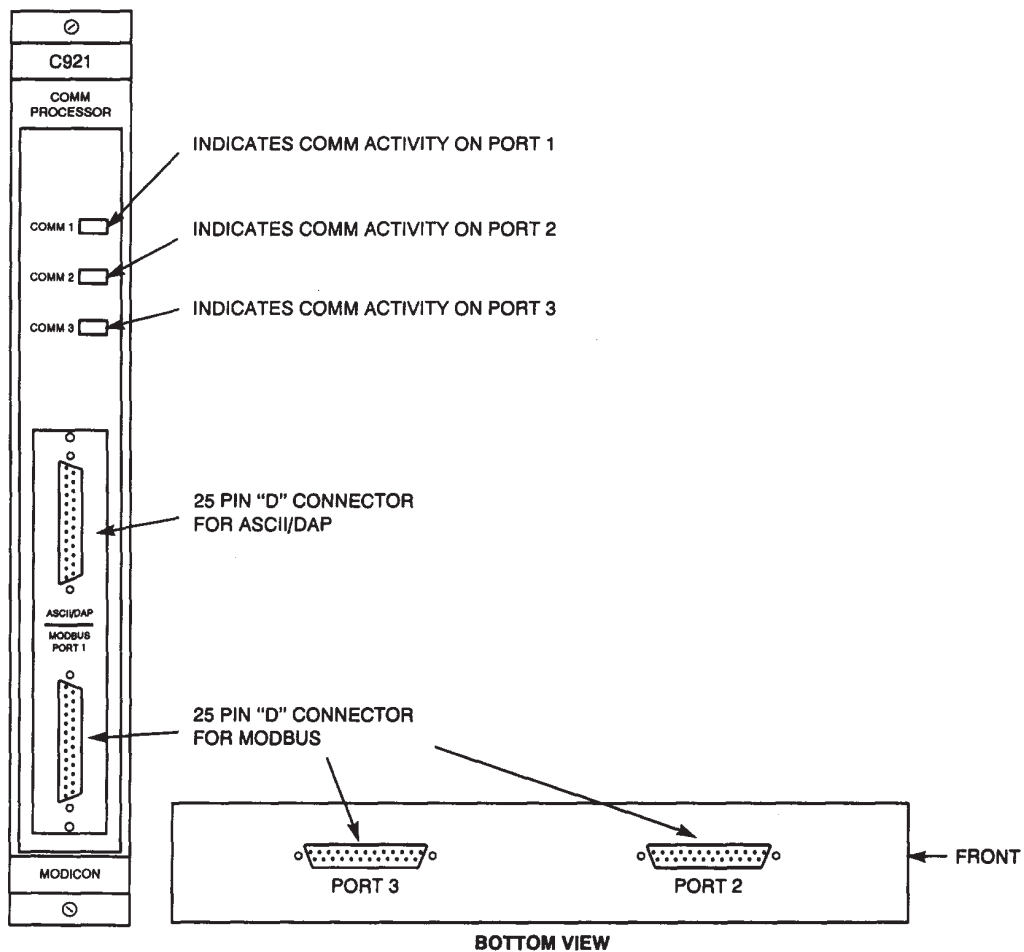 C921
COMM
PROCESSOR
INDICATES COMM ACTIVITY ON PORT 1
COMM 1
INDICATES COMM ACTIVITY ON PORT 2
COMM 2
INDICATES COMM ACTIVITY ON PORT 3
COMM 3
25 PIN “D” CONNECTOR
FOR ASCII/DAP
ASCII/DAP
MODBUS
PORT 1
25 PIN “D” CONNECTOR
FOR MODBUS
FRONT
PORT 3
PORT 2
MODICON
BOTTOM VIEW